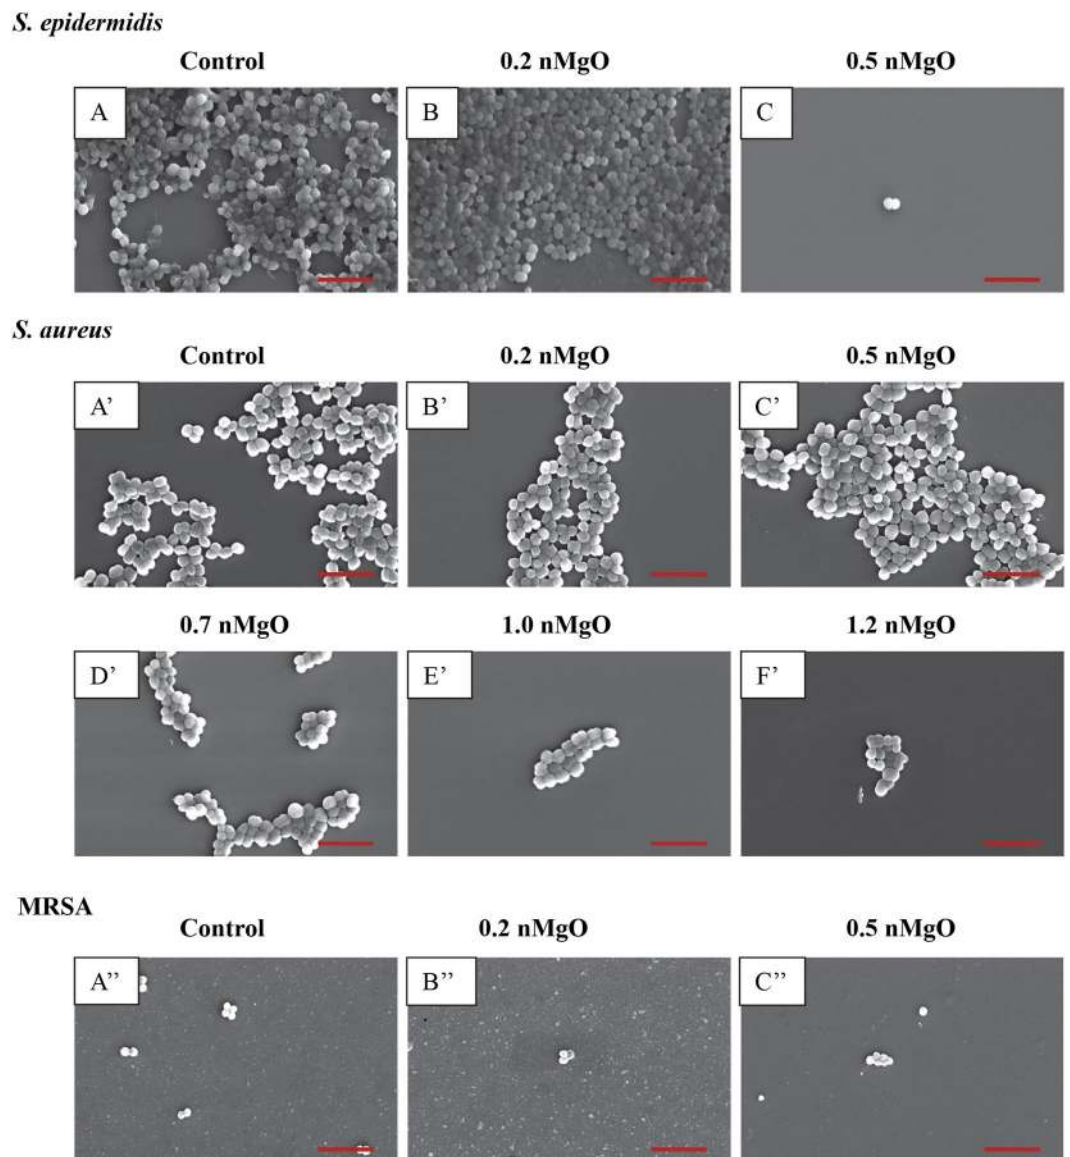 S. epidermidis
Control 0.2 nMgO 0.5 nMgO
A B C
S. aureus
Control 0.2 nMgO 0.5 nMgO
A’ B’ C’
0.7 nMgO 1.0 nMgO 1.2 nMgO
D’ E’ F’
MRSA
Control 0.2 nMgO 0.5 nMgO
A’’ B’’ C’’